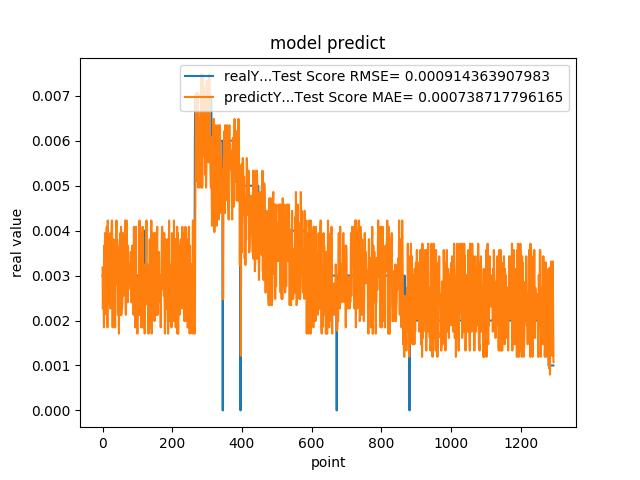 model predict
realY...Test Score RMSE= 0.000914363907983
predictY...Test Score MAE= 0.000738717796165
0.007
0.006
0.005
0.004
0.003
0.002
0.001
0.000
real value
0 200 400 600 800 1000 1200
point